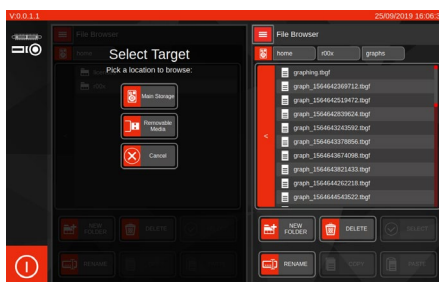 V:0.0.1.1
25/09/2019 16:06:3
File Browser
home
Select Target
Pick a location to browse:
Main Storage
Removable
Media
Cancel
NEW
FOLDER
DELETE
RENAME
File Browser
home
r00x
graphs
graphing.tbgf
graph_1564642369712.tbgf
graph_1564642519472.tbgf
graph_1564642839624.tbgf
graph_1564643243592.tbgf
graph_1564643378856.tbgf
graph_1564643674098.tbgf
graph_1564643821433.tbgf
graph_1564644262218.tbgf
graph_1564644543522.tbgf
<
NEW
FOLDER
DELETE
SELECT
RENAME
COPY
PASTE